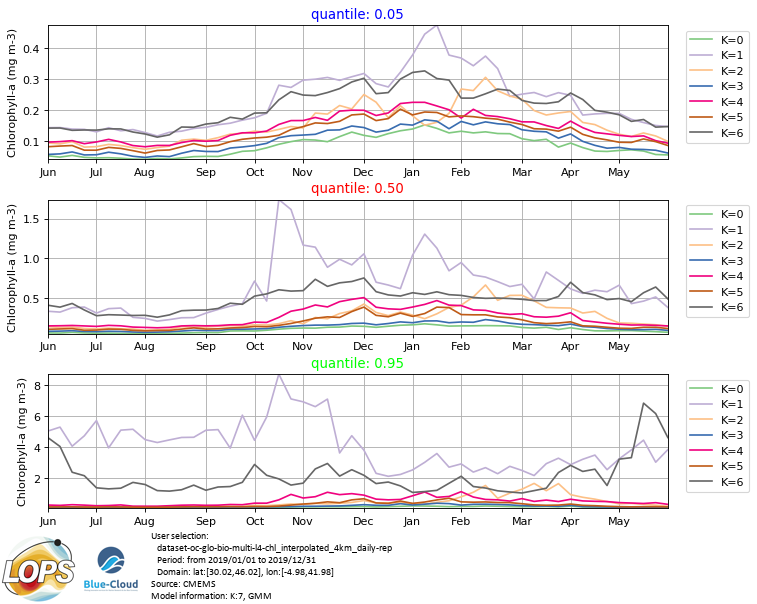 quantile: 0.05
Chlorophyll-a (mg m-3)
0.4
0.3
0.2
0.1
Jun Jul Aug Sep Oct Nov Dec Jan Feb Mar Apr May
K=0
K=1
K=2
K=3
K=4
K=5
K=6
quantile: 0.50
Chlorophyll-a (mg m-3)
1.5
1.0
0.5
Jun Jul Aug Sep Oct Nov Dec Jan Feb Mar Apr May
K=0
K=1
K=2
K=3
K=4
K=5
K=6
quantile: 0.95
Chlorophyll-a (mg m-3)
8
6
4
2
Jun Jul Aug Sep Oct Nov Dec Jan Feb Mar Apr May
K=0
K=1
K=2
K=3
K=4
K=5
K=6
LOPS
Blue-Cloud
User selection:
dataset-oc-glo-bio-multi-l4-chl_interpolated_4km_daily-rep
Period: from 2019/01/01 to 2019/12/31
Domain: lat:[30.02,46.02], lon:[-4.98,41.98]
Source: CMEMS
Model information: K:7, GMM